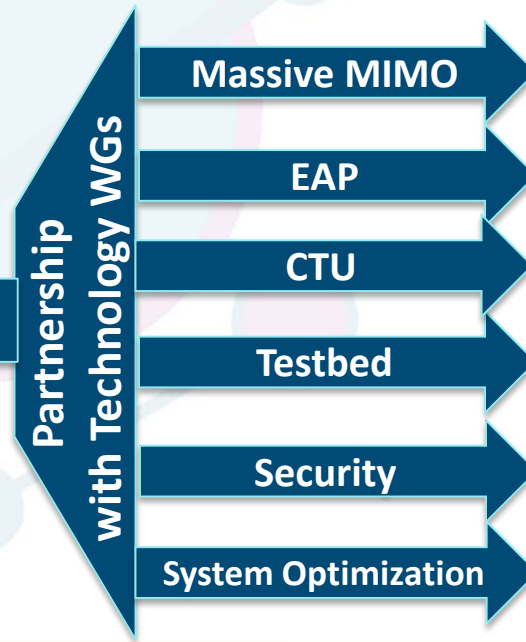 Partnership
with Technology WGs
Massive MIMO
EAP
CTU
Testbed
Security
System Optimization